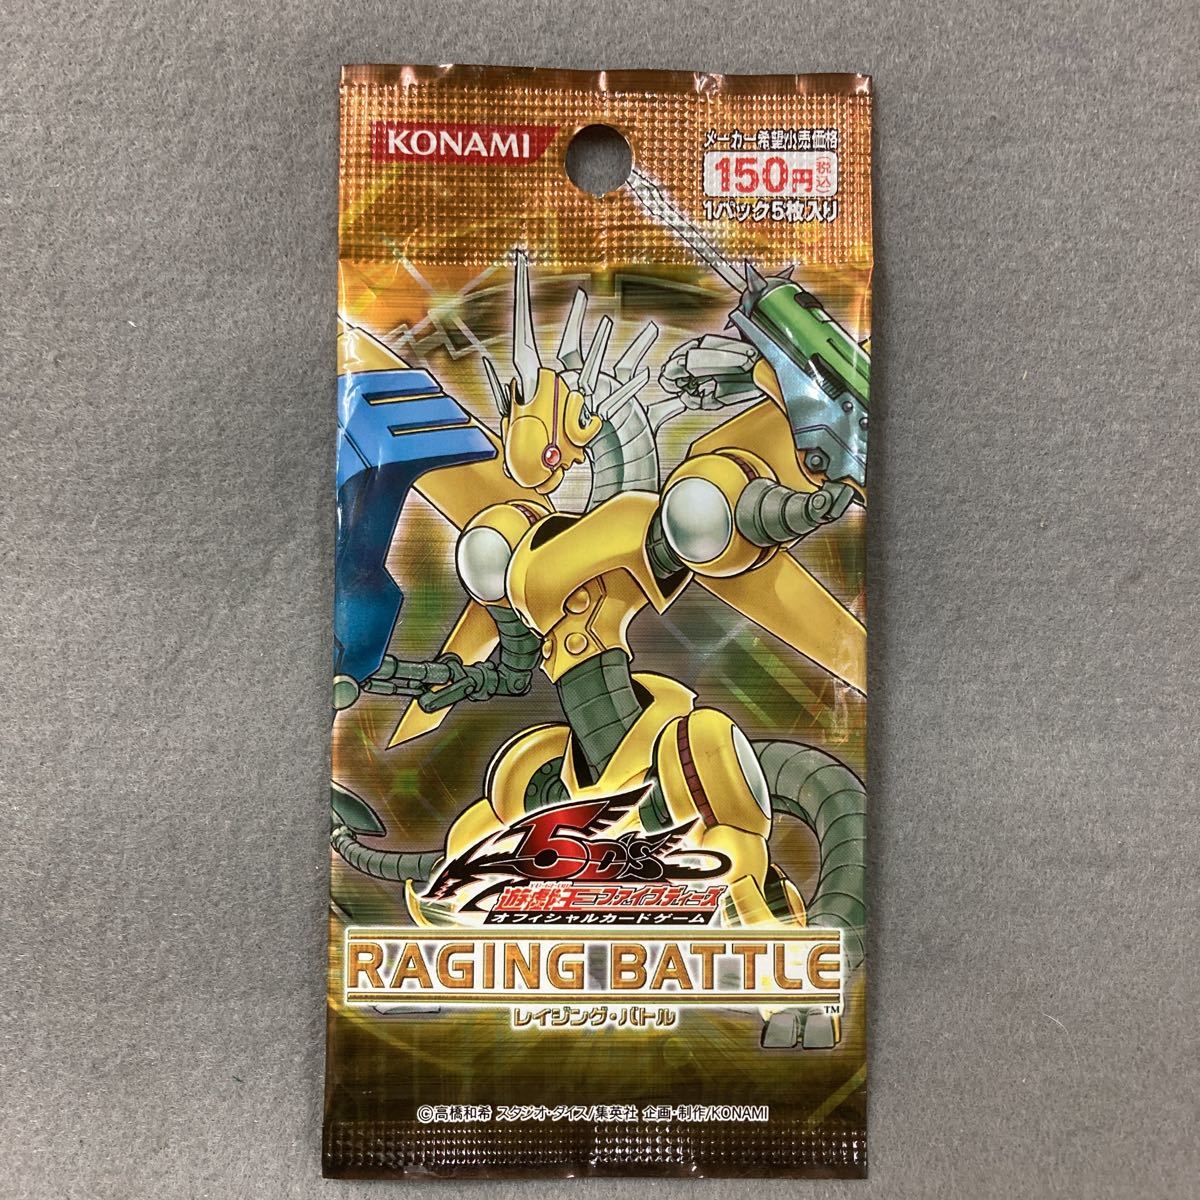 KONAMI
メーカー希望小売価格
150円(税込)
1パック5枚入り
5D'S
YU-GI-OH!
遊戯王ファイブディーズ
オフィシャルカードゲーム
RAGING BATTLE™
レイジング・バトル
©高橋和希 スタジオ・ダイス/集英社 企画・制作/KONAMI